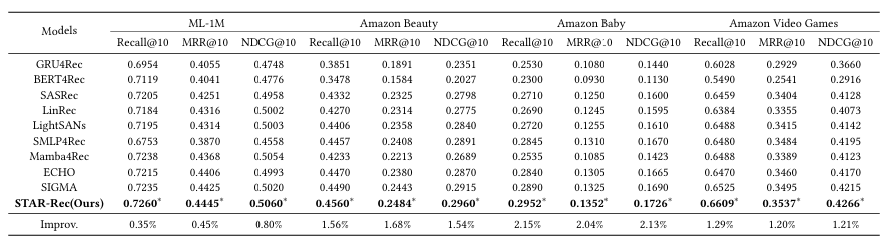 Models ML-1M Amazon Beauty Amazon Baby Amazon Video Games
Recall@10 MRR@10 NDCG@10 Recall@10 MRR@10 NDCG@10 Recall@10 MRR@10 NDCG@10 Recall@10 MRR@10 NDCG@10
GRU4Rec 0.6954 0.4055 0.4748 0.3851 0.1891 0.2351 0.2530 0.1080 0.1440 0.6028 0.2929 0.3660
BERT4Rec 0.7119 0.4041 0.4776 0.3478 0.1584 0.2027 0.2300 0.0930 0.1130 0.5490 0.2541 0.2916
SASRec 0.7205 0.4251 0.4958 0.4332 0.2325 0.2798 0.2710 0.1250 0.1600 0.6459 0.3404 0.4128
LinRec 0.7184 0.4316 0.5002 0.4270 0.2314 0.2775 0.2690 0.1245 0.1595 0.6384 0.3355 0.4073
LightSANs 0.7195 0.4314 0.5003 0.4406 0.2358 0.2840 0.2720 0.1255 0.1610 0.6488 0.3415 0.4142
SMLP4Rec 0.6753 0.3870 0.4558 0.4457 0.2408 0.2891 0.2845 0.1310 0.1670 0.6480 0.3484 0.4195
Mamba4Rec 0.7238 0.4368 0.5054 0.4233 0.2213 0.2689 0.2535 0.1085 0.1423 0.6488 0.3389 0.4123
ECHO 0.7215 0.4406 0.4993 0.4470 0.2380 0.2870 0.2840 0.1305 0.1665 0.6470 0.3460 0.4170
SIGMA 0.7235 0.4425 0.5020 0.4490 0.2443 0.2915 0.2890 0.1325 0.1690 0.6525 0.3495 0.4215
STAR-Rec(Ours) 0.7260* 0.4445* 0.5060* 0.4560* 0.2484* 0.2960* 0.2952* 0.1352* 0.1726* 0.6609* 0.3537* 0.4266*
Improv. 0.35% 0.45% 0.80% 1.56% 1.68% 1.54% 2.15% 2.04% 2.13% 1.29% 1.20% 1.21%